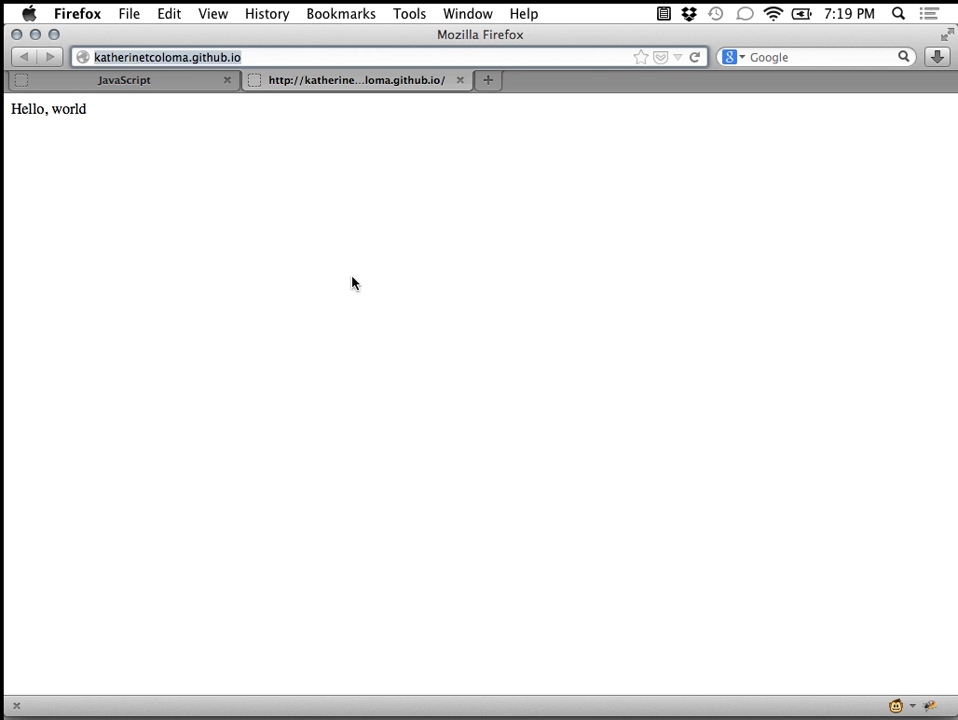 Firefox File Edit View History Bookmarks Tools Window Help 7:19 PM
Mozilla Firefox
katherinetcoloma.github.io Google
JavaScript http://katherine...loma.github.io/
Hello, world